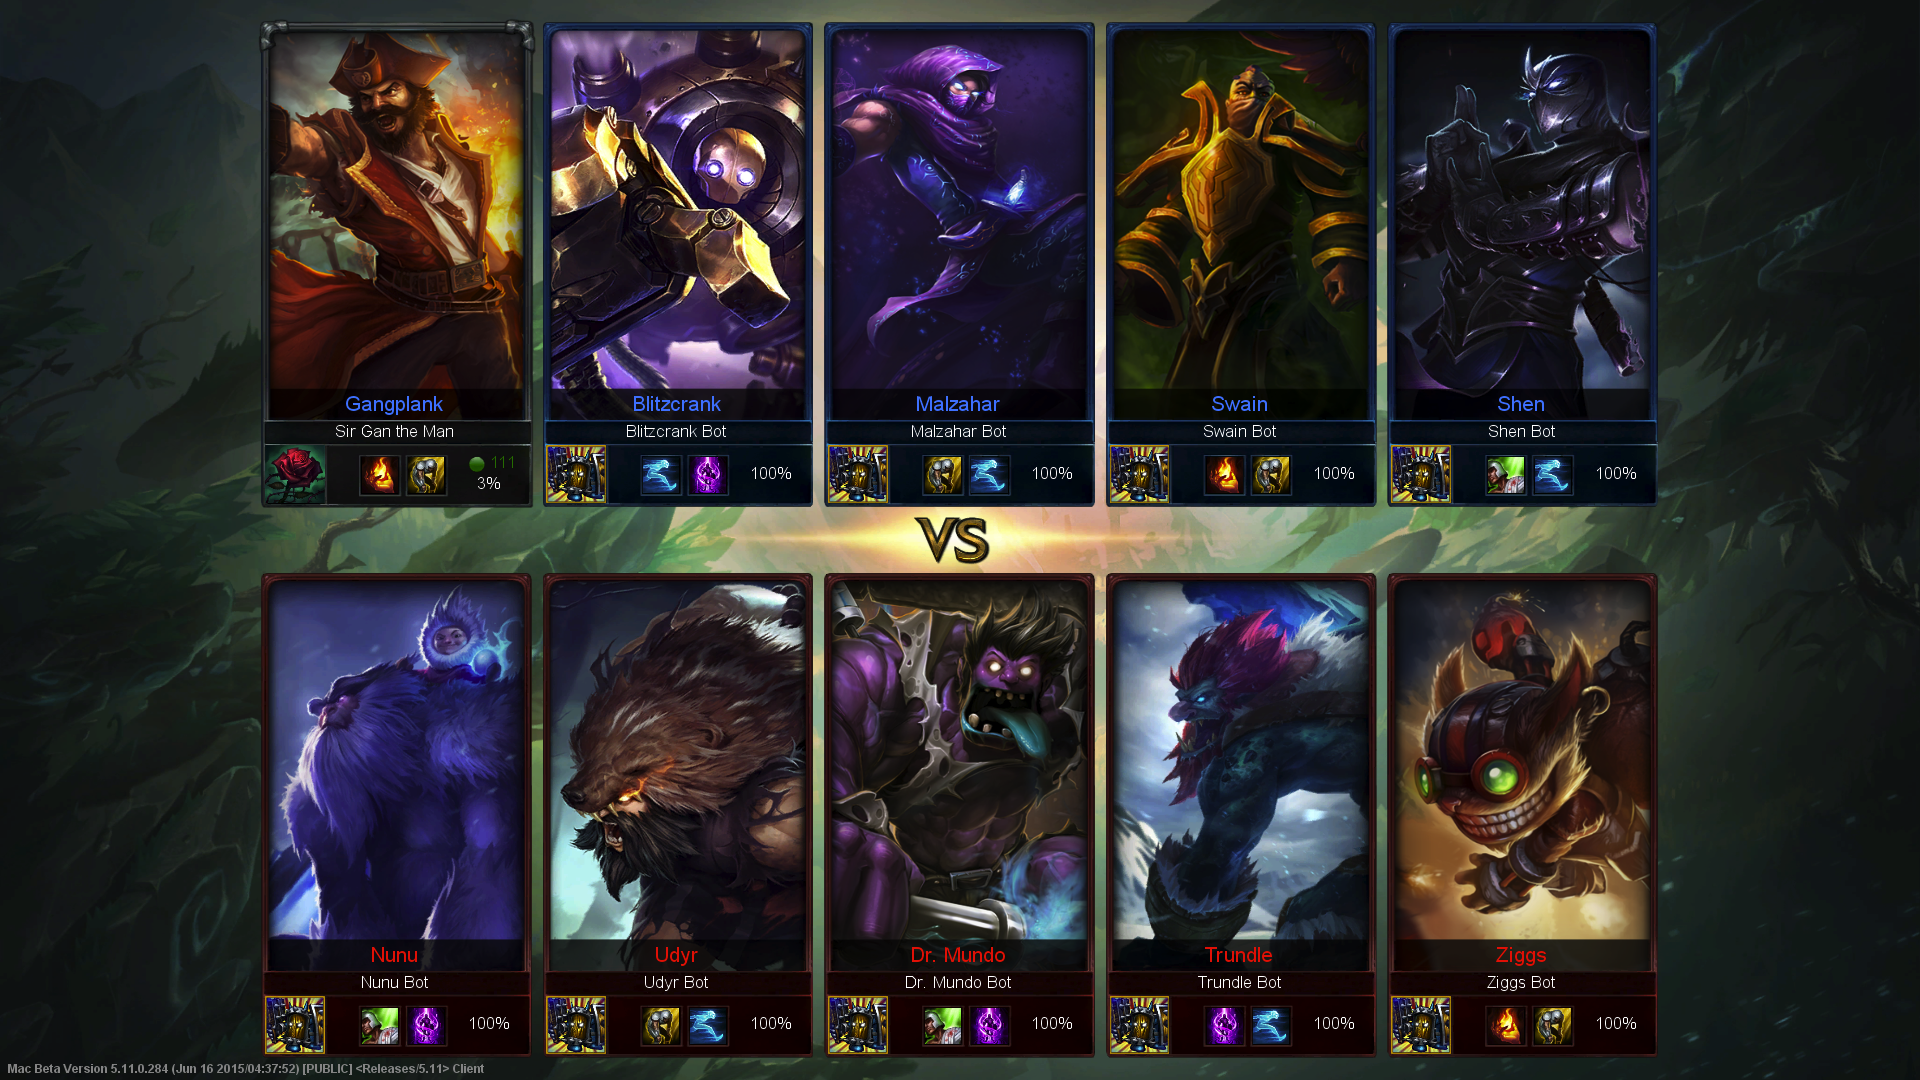 Gangplank
Sir Gan the Man
111
3%
Blitzcrank
Blitzcrank Bot
100%
Malzahar
Malzahar Bot
100%
Swain
Swain Bot
100%
Shen
Shen Bot
100%
VS
Nunu
Nunu Bot
100%
Udyr
Udyr Bot
100%
Dr. Mundo
Dr. Mundo Bot
100%
Trundle
Trundle Bot
100%
Ziggs
Ziggs Bot
100%
Mac Beta Version 5.11.0.284 (Jun 16 2015/04:37:52) [PUBLIC] <Releases/5.11> Client